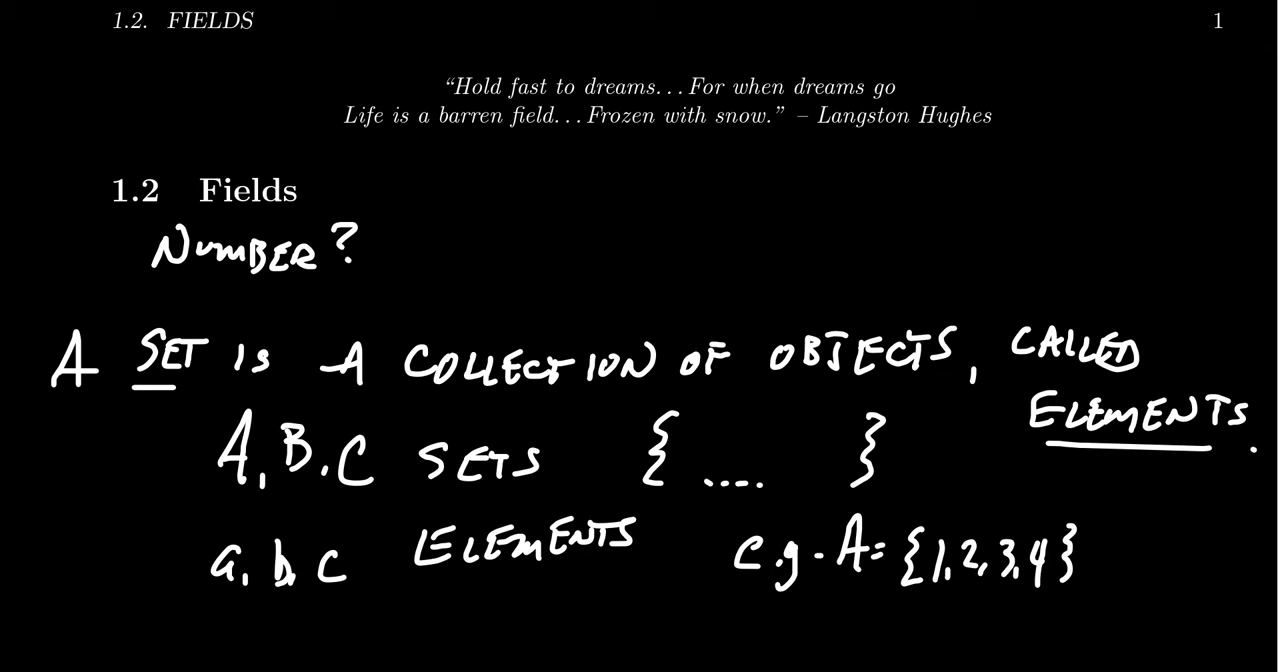 1.2. FIELDS 1
“Hold fast to dreams. . . For when dreams go
Life is a barren field. . . Frozen with snow.” – Langston Hughes
1.2 Fields
NUMBER?
A SET IS A COLLECTION OF OBJECTS, CALLED
ELEMENTS.
A, B, C SETS { .... }
a, b, c ELEMENTS e.g. A = {1, 2, 3, 4}